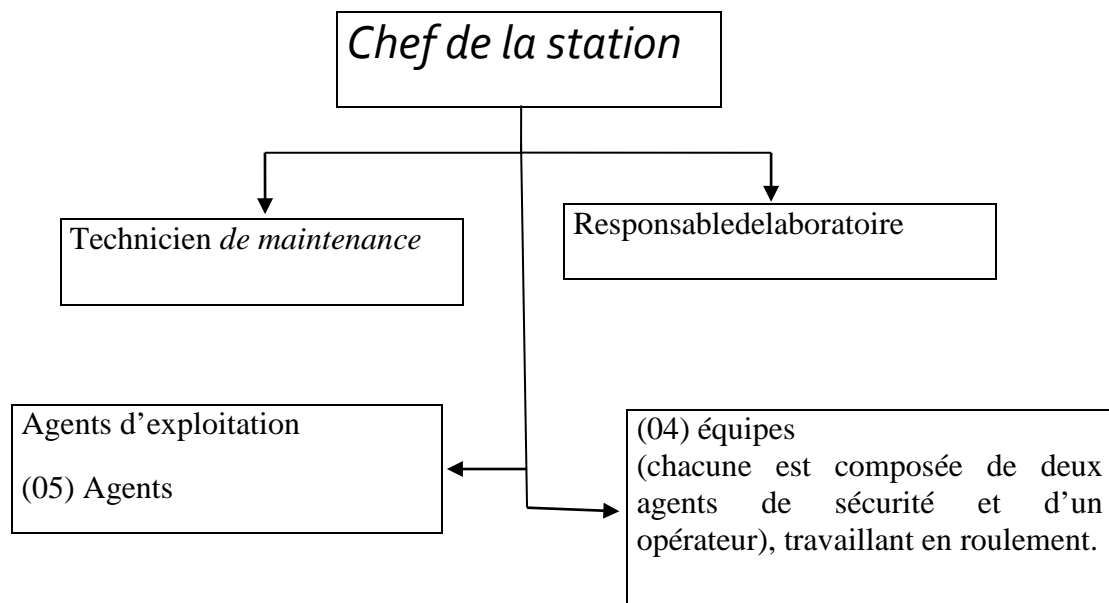 Chef de la station
Technicien de maintenance
Responsabledelaboratoire
Agents d’exploitation
(05) Agents
(04) équipes
(chacune est composée de deux
agents de sécurité et d’un
opérateur), travaillant en roulement.